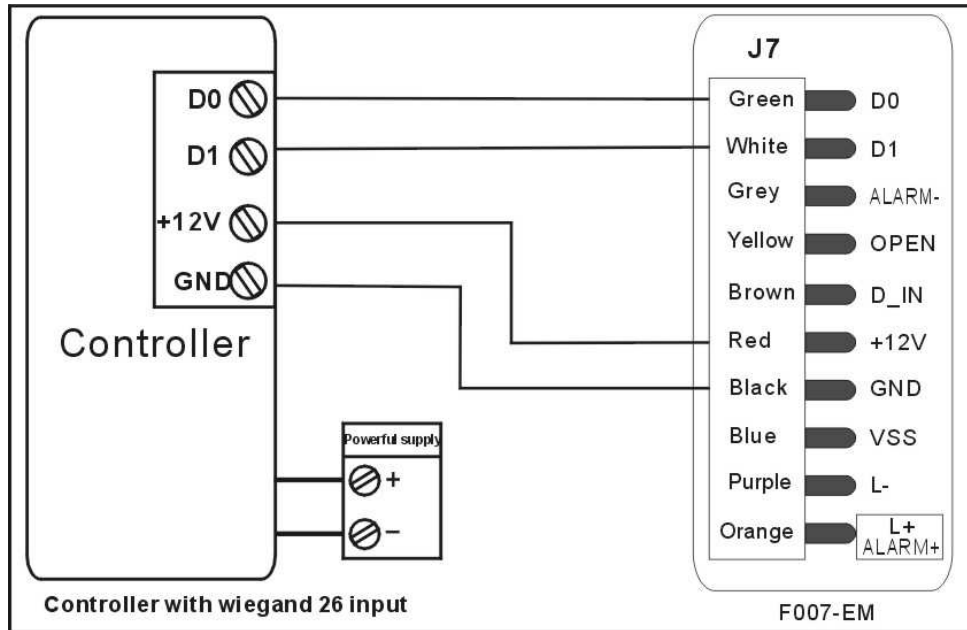 J7
D0
D1
+12V
GND
Controller
Powerful supply
+
−
Controller with wiegand 26 input
Green D0
White D1
Grey ALARM-
Yellow OPEN
Brown D_IN
Red +12V
Black GND
Blue VSS
Purple L-
Orange L+
ALARM+
F007-EM